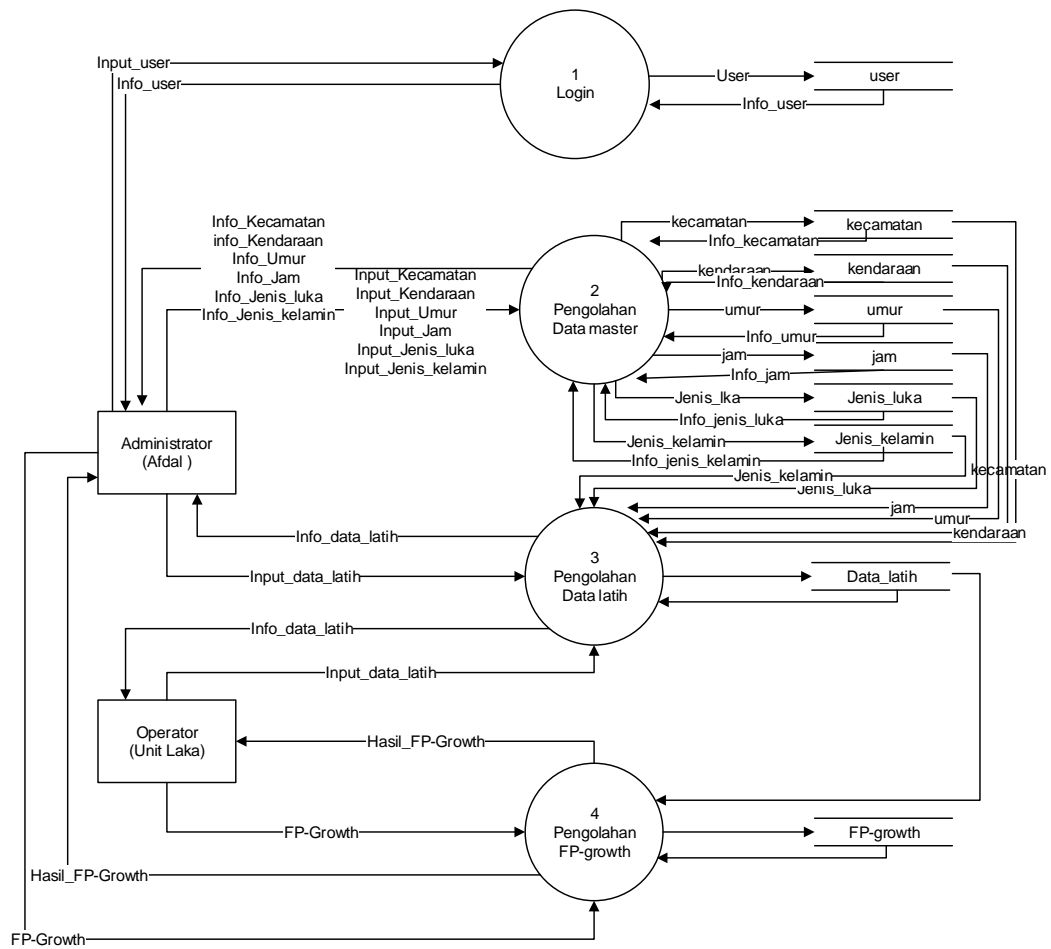 Input_user
Info_user
1
Login
User
Info_user
user
Info_Kecamatan
info_Kendaraan
Info_Umur
Info_Jam
Info_Jenis_luka
Info_Jenis_kelamin
Input_Kecamatan
Input_Kendaraan
Input_Umur
Input_Jam
Input_Jenis_luka
Input_Jenis_kelamin
2
Pengolahan
Data master
kecamatan
Info_kecamatan
kecamatan
kendaraan
Info_kendaraan
kendaraan
umur
Info_umur
umur
jam
Info_jam
jam
Jenis_lka
Info_jenis_luka
Jenis_luka
Jenis_kelamin
Info_jenis_kelamin
Jenis_kelamin
Jenis_kelamin
Jenis_luka
kecamatan
jam
umur
kendaraan
Administrator
(Afdal )
Info_data_latih
Input_data_latih
3
Pengolahan
Data latih
Data_latih
Info_data_latih
Input_data_latih
Operator
(Unit Laka)
Hasil_FP-Growth
FP-Growth
4
Pengolahan
FP-growth
FP-growth
Hasil_FP-Growth
FP-Growth